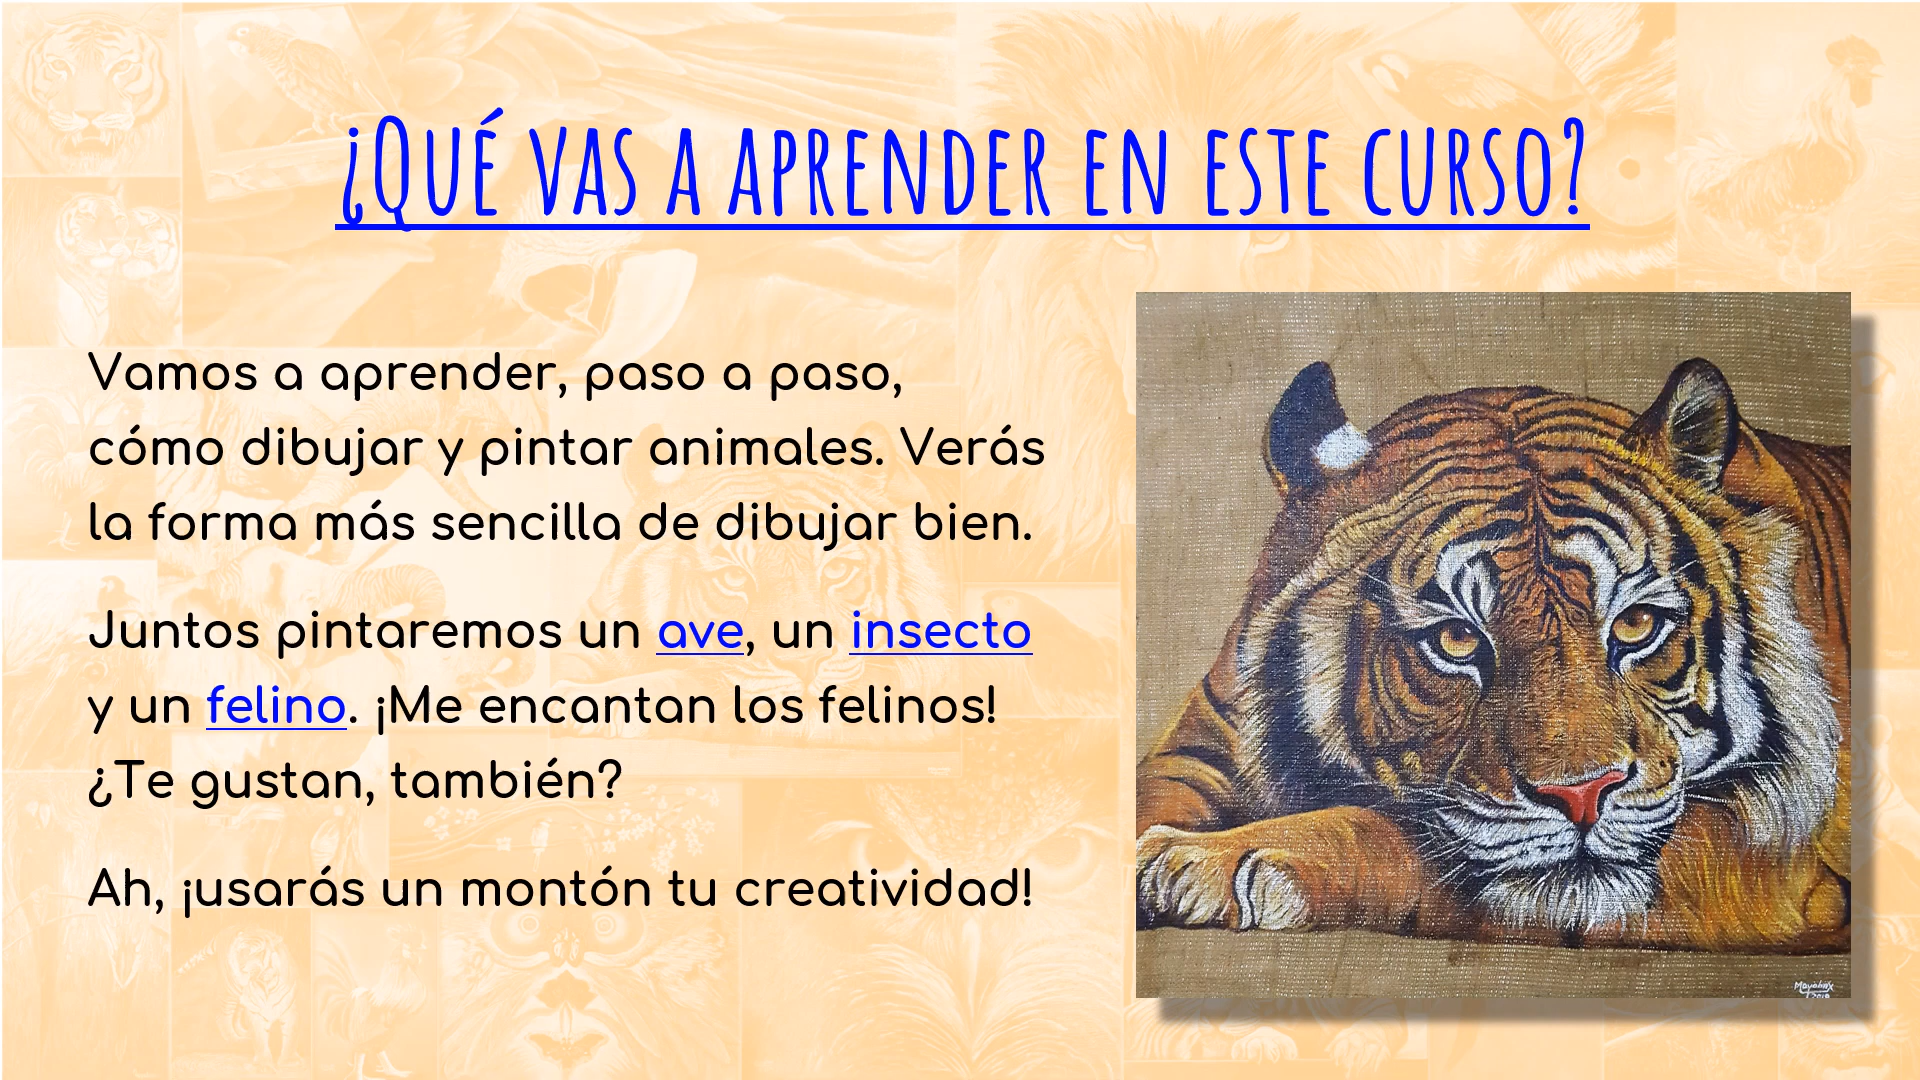 ¿Qué vas a aprender en este curso?
Vamos a aprender, paso a paso,
cómo dibujar y pintar animales. Verás
la forma más sencilla de dibujar bien.
Juntos pintaremos un ave, un insecto
y un felino. ¡Me encantan los felinos!
¿Te gustan, también?
Ah, ¡usarás un montón tu creatividad!